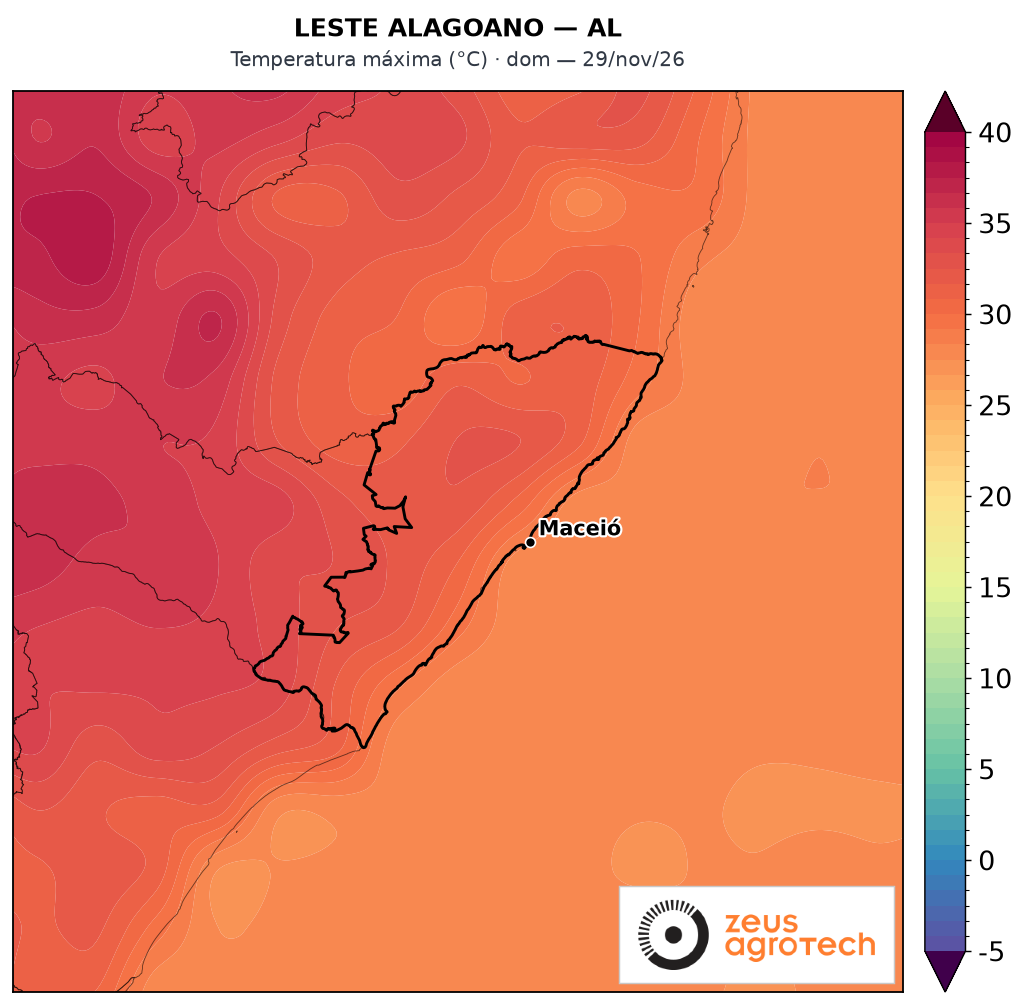 LESTE ALAGOANO — AL
Temperatura máxima (°C) · dom — 29/nov/26
40
35
30
25
20
15
10
5
0
-5
Maceió
zeus
agrotech